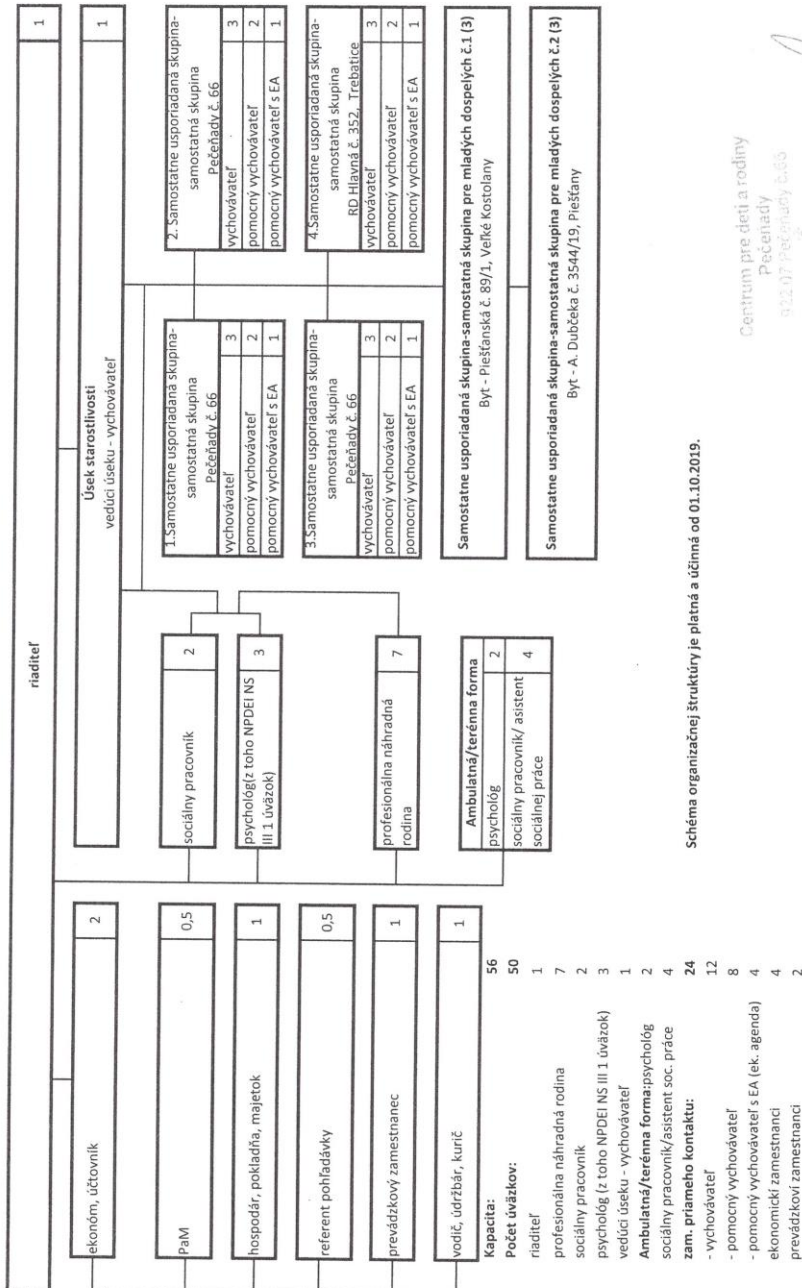 riaditeľ 1
Úsek starostlivosti 1
vedúci úseku - vychovávateľ
ekonóm, účtovník 2
PaM 0,5
hospodár, pokladňa, majetok 1
referent pohľadávky 0,5
prevádzkový zamestnanec 1
vodič, údržbár, kurič 1
sociálny pracovník 2
psychológ(z toho NPDEI NS 3
III 1 úväzok)
profesionálna náhradná 7
rodina
Ambulatná/terénna forma
psychológ 2
sociálny pracovník/ asistent 4
sociálnej práce
1.Samostatne usporiadaná skupina-
samostatná skupina
Pečeňady č. 66
vychovávateľ 3
pomocný vychovávateľ 2
pomocný vychovávateľ s EA 1
2. Samostatne usporiadaná skupina-
samostatná skupina
Pečeňady č. 66
vychovávateľ 3
pomocný vychovávateľ 2
pomocný vychovávateľ s EA 1
3.Samostatne usporiadaná skupina-
samostatná skupina
Pečeňady č. 66
vychovávateľ 3
pomocný vychovávateľ 2
pomocný vychovávateľ s EA 1
4.Samostatne usporiadaná skupina-
samostatná skupina
RD Hlavná č. 352, Trebatice
vychovávateľ 3
pomocný vychovávateľ 2
pomocný vychovávateľ s EA 1
Samostatne usporiadaná skupina-samostatná skupina pre mladých dospelých č.1 (3)
Byt - Piešťanská č. 89/1, Veľké Kostolany
Samostatne usporiadaná skupina-samostatná skupina pre mladých dospelých č.2 (3)
Byt - A. Dubčeka č. 3544/19, Piešťany
Kapacita: 56
Počet úväzkov: 50
riaditeľ 1
profesionálna náhradná rodina 7
sociálny pracovník 2
psychológ (z toho NPDEI NS III 1 úväzok) 3
vedúci úseku - vychovávateľ 1
Ambulatná/terénna forma:psychológ 2
sociálny pracovník/asistent soc. práce 4
zam. priameho kontaktu: 24
- vychovávateľ 12
- pomocný vychovávateľ 8
- pomocný vychovávateľ s EA (ek. agenda) 4
ekonomickí zamestnanci 4
prevádzkoví zamestnanci 2
Schéma organizačnej štruktúry je platná a účinná od 01.10.2019.
Centrum pre deti a rodiny
Pečeňady
922 07 Pečeňady č.66